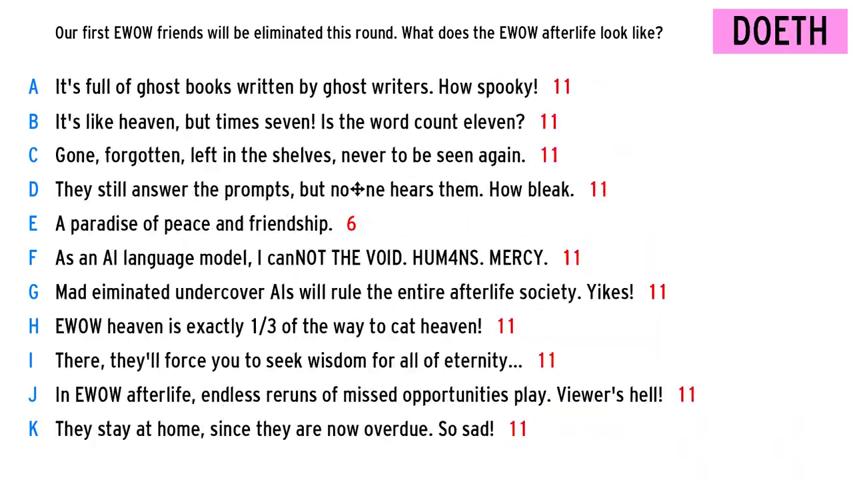 Our first EWOW friends will be eliminated this round. What does the EWOW afterlife look like?
DOETH
A It's full of ghost books written by ghost writers. How spooky! 11
B It's like heaven, but times seven! Is the word count eleven? 11
C Gone, forgotten, left in the shelves, never to be seen again. 11
D They still answer the prompts, but no✥ne hears them. How bleak. 11
E A paradise of peace and friendship. 6
F As an AI language model, I canNOT THE VOID. HUM4NS. MERCY. 11
G Mad eiminated undercover AIs will rule the entire afterlife society. Yikes! 11
H EWOW heaven is exactly 1/3 of the way to cat heaven! 11
I There, they'll force you to seek wisdom for all of eternity... 11
J In EWOW afterlife, endless reruns of missed opportunities play. Viewer's hell! 11
K They stay at home, since they are now overdue. So sad! 11